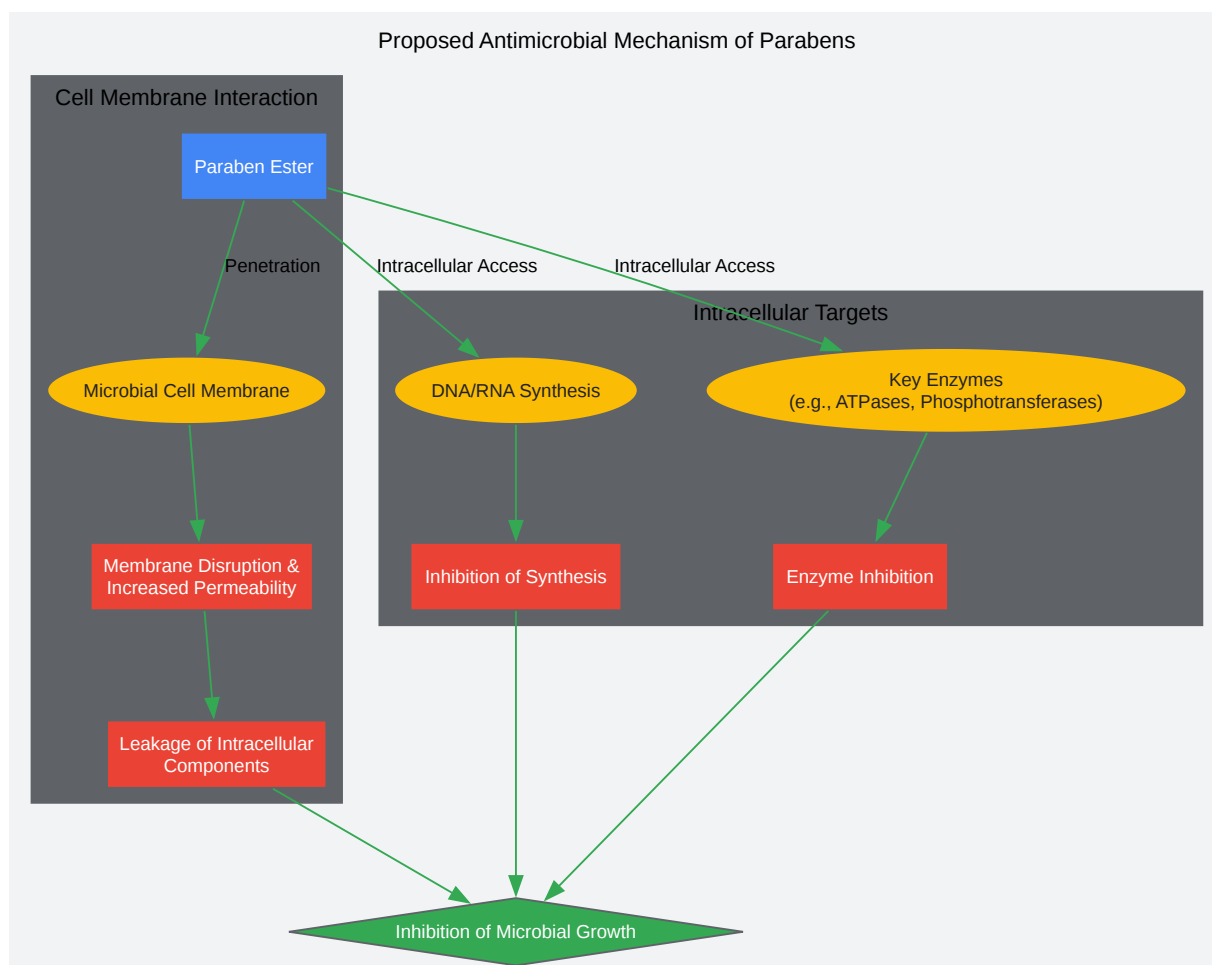 Proposed Antimicrobial Mechanism of Parabens
Cell Membrane Interaction
Paraben Ester
Penetration
Intracellular Access
Intracellular Access
Intracellular Targets
Microbial Cell Membrane
DNA/RNA Synthesis
Key Enzymes
(e.g., ATPases, Phosphotransferases)
Membrane Disruption &
Increased Permeability
Inhibition of Synthesis
Enzyme Inhibition
Leakage of Intracellular
Components
Inhibition of Microbial Growth